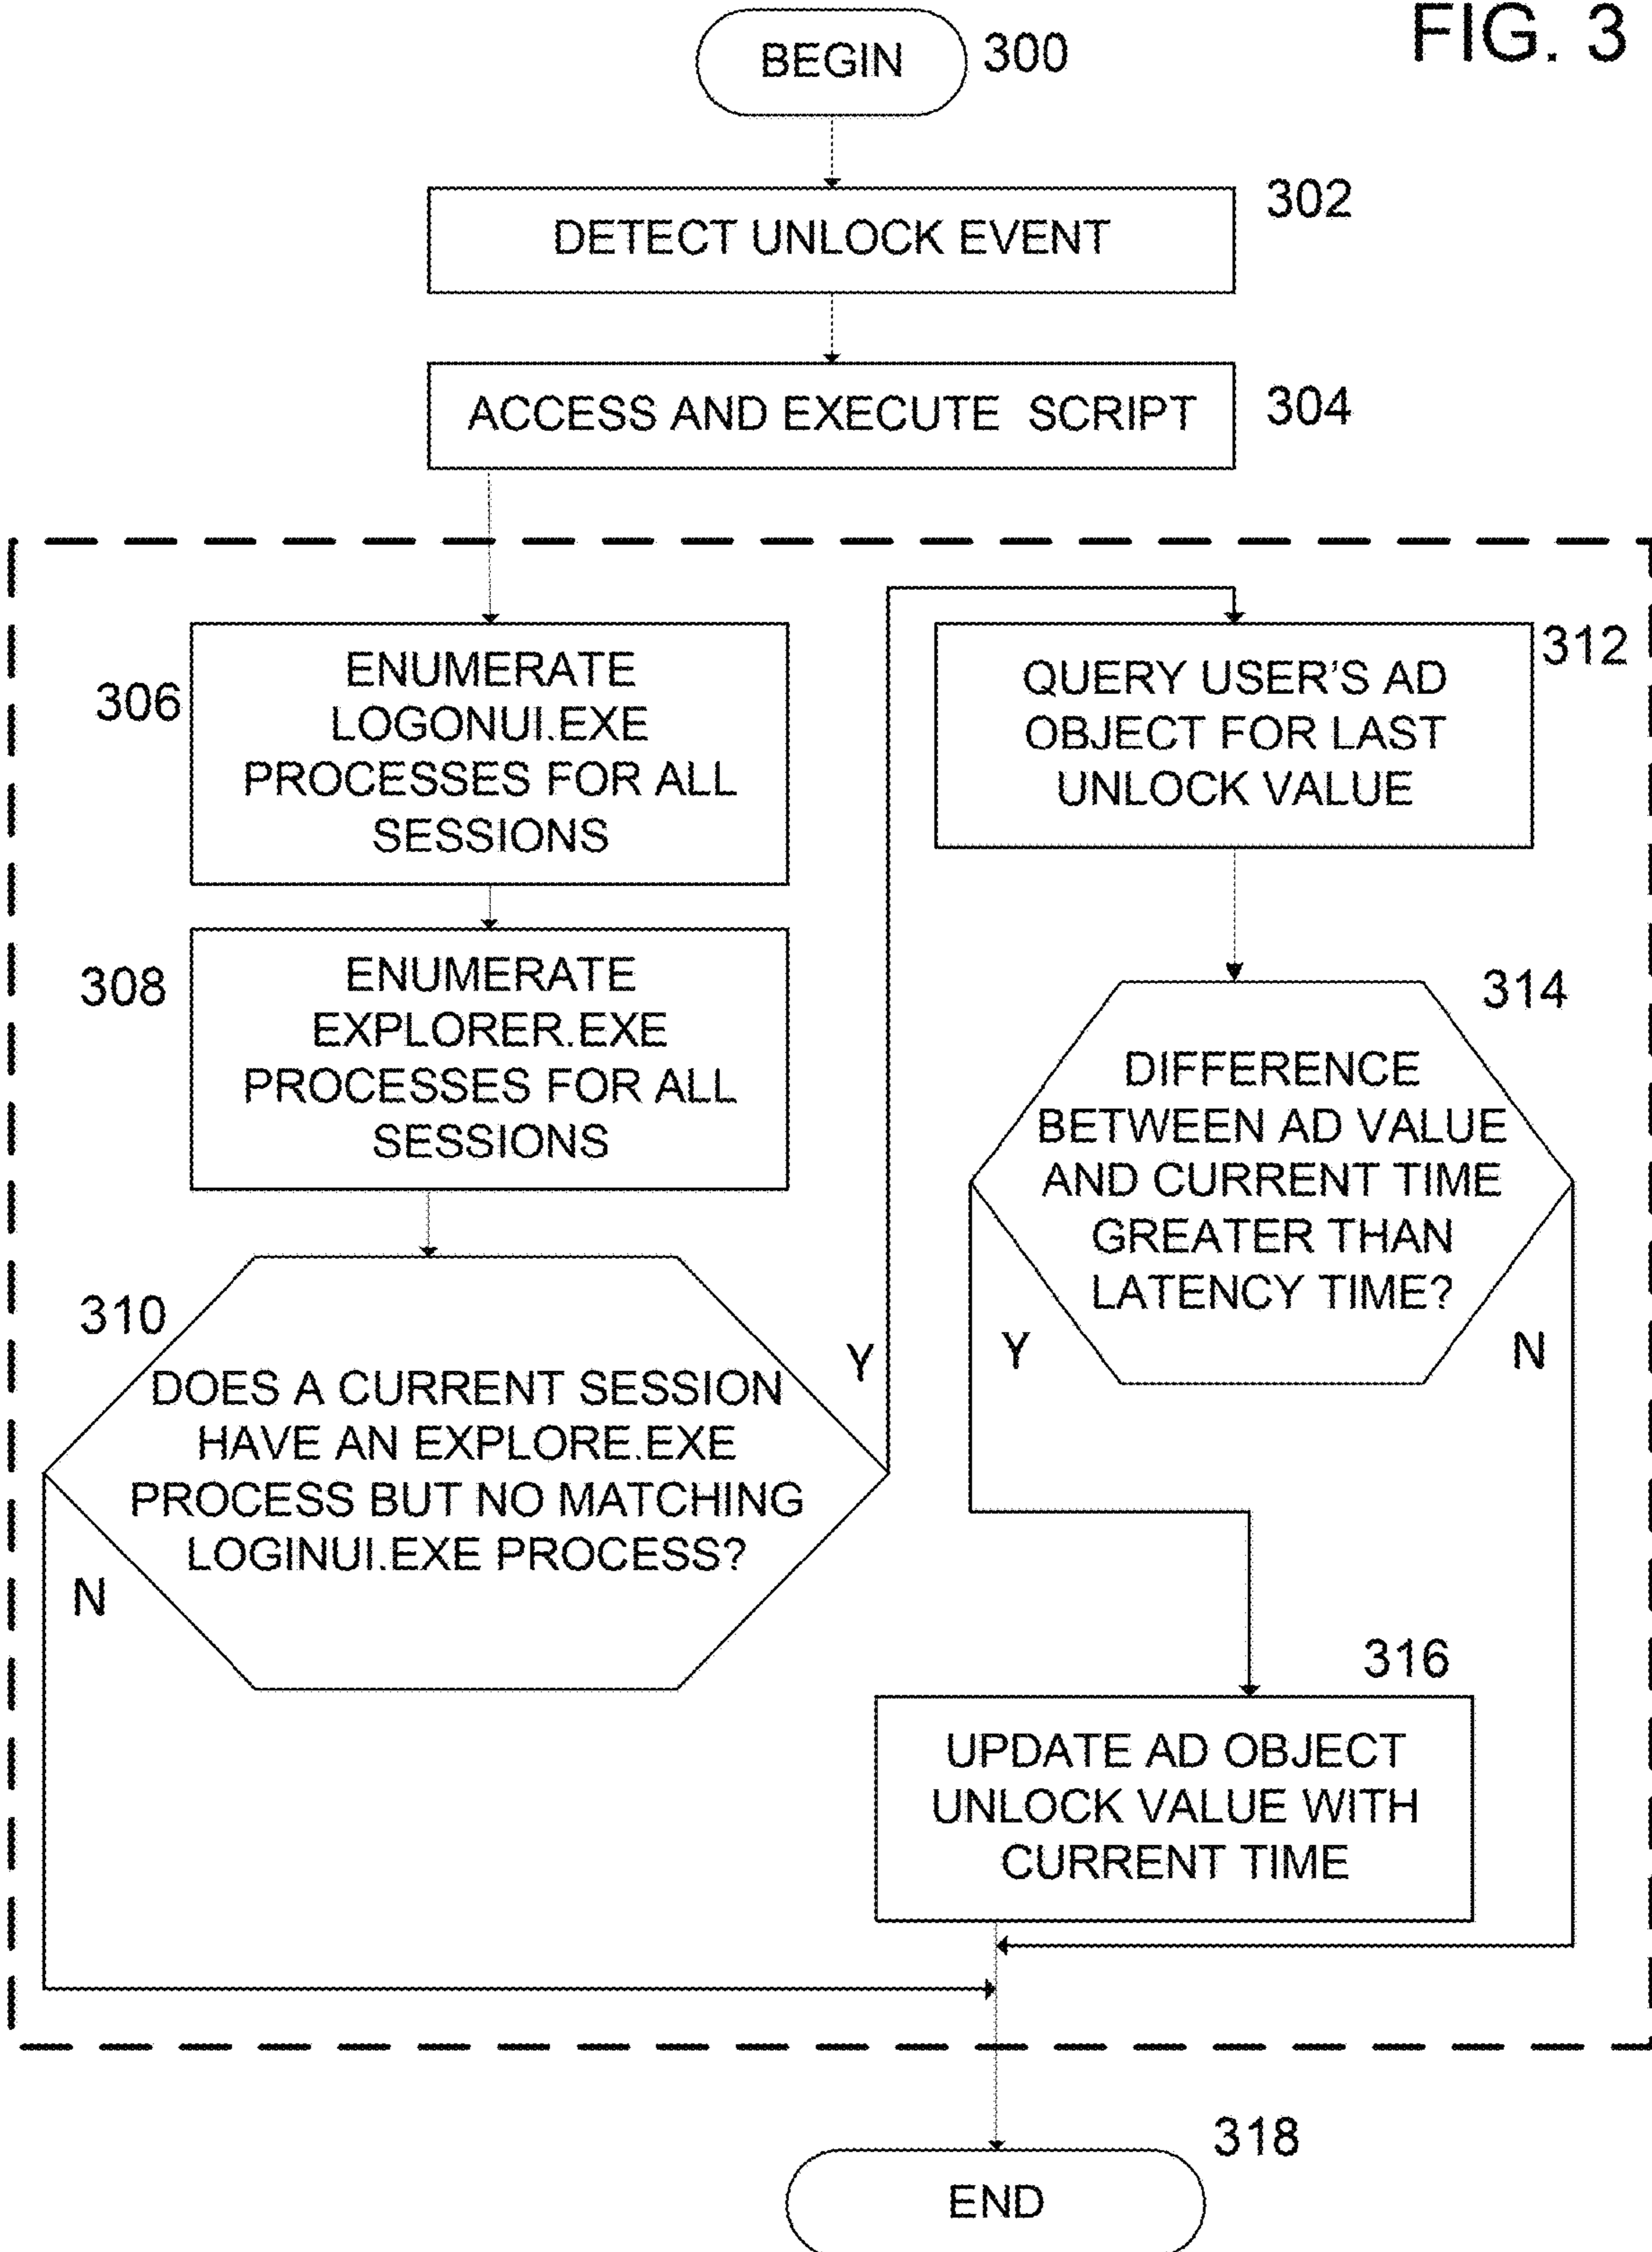 FIG. 3
BEGIN
300
DETECT UNLOCK EVENT
302
ACCESS AND EXECUTE SCRIPT
304
306
ENUMERATE
LOGONUI.EXE
PROCESSES FOR ALL
SESSIONS
308
ENUMERATE
EXPLORER.EXE
PROCESSES FOR ALL
SESSIONS
310
DOES A CURRENT SESSION
HAVE AN EXPLORE.EXE
PROCESS BUT NO MATCHING
LOGINUI.EXE PROCESS?
Y
N
312
QUERY USER'S AD
OBJECT FOR LAST
UNLOCK VALUE
314
DIFFERENCE
BETWEEN AD VALUE
AND CURRENT TIME
GREATER THAN
LATENCY TIME?
Y
N
316
UPDATE AD OBJECT
UNLOCK VALUE WITH
CURRENT TIME
318
END